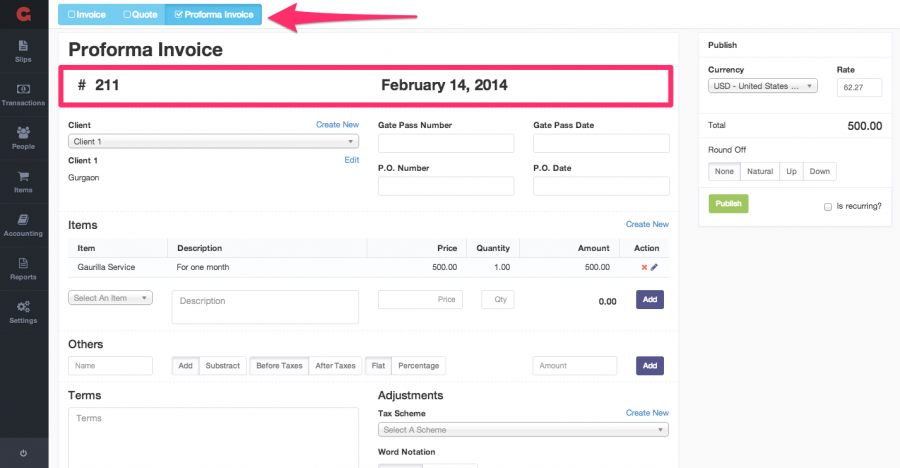 Invoice Quote Proforma Invoice
Slips
Transactions
People
Items
Accounting
Reports
Settings
Proforma Invoice
# 211 February 14, 2014
Client Create New
Client 1
Client 1 Edit
Gurgaon
Gate Pass Number Gate Pass Date
P.O. Number P.O. Date
Items Create New
Item Description Price Quantity Amount Action
Gaurilla Service For one month 500.00 1.00 500.00
Select An Item Description Price Qty 0.00 Add
Others
Name Add Substract Before Taxes After Taxes Flat Percentage Amount Add
Terms
Terms
Adjustments
Tax Scheme Create New
Select A Scheme
Word Notation
Publish
Currency Rate
USD - United States ... 62.27
Total 500.00
Round Off
None Natural Up Down
Publish Is recurring?